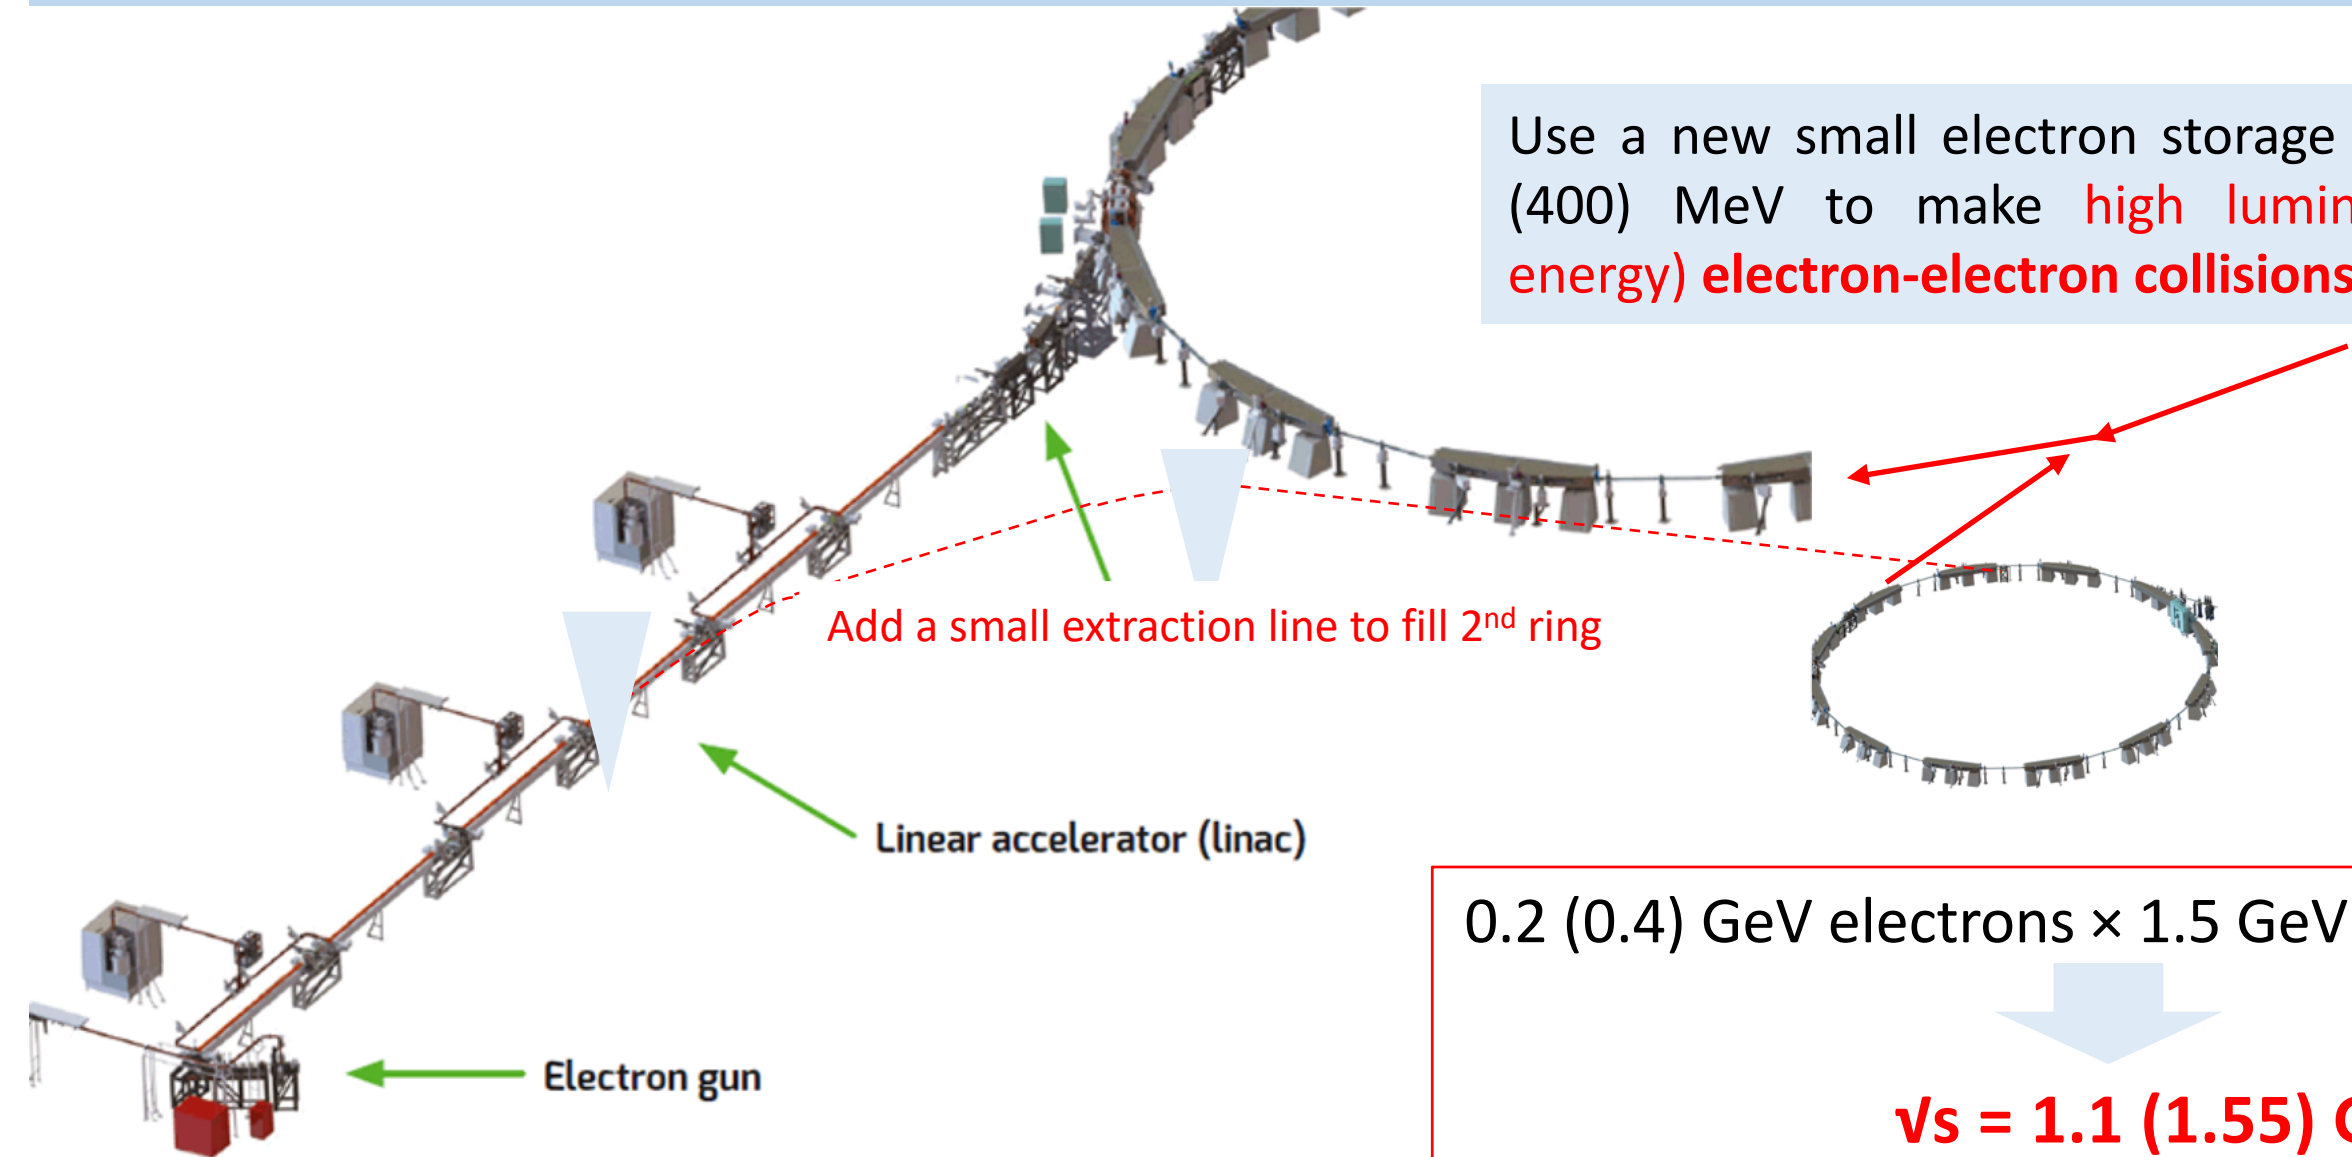 Use a new small electron storage
(400) MeV to make high lumin
energy) electron-electron collisions
Add a small extraction line to fill 2nd ring
Linear accelerator (linac)
0.2 (0.4) GeV electrons × 1.5 GeV
Electron gun
√s = 1.1 (1.55) G